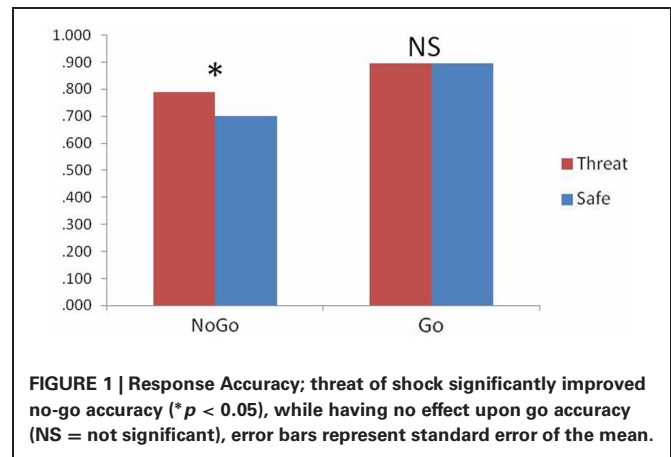 1.000
.900
.800
.700
.600
.500
.400
.300
.200
.100
.000
*
NS
NoGo
Go
Threat
Safe
FIGURE 1 | Response Accuracy; threat of shock significantly improved
no-go accuracy (*p < 0.05), while having no effect upon go accuracy
(NS = not significant), error bars represent standard error of the mean.